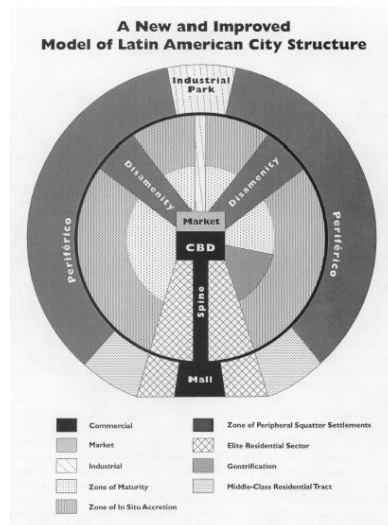 A New and Improved
Model of Latin American City Structure
Industrial
Park
Disamenity
Disamenity
Market
CBD
Periférico
Periférico
Spine
Mall
Commercial
Market
Industrial
Zone of Maturity
Zone of In Situ Accretion
Zone of Peripheral Squatter Settlements
Elite Residential Sector
Gentrification
Middle-Class Residential Tract